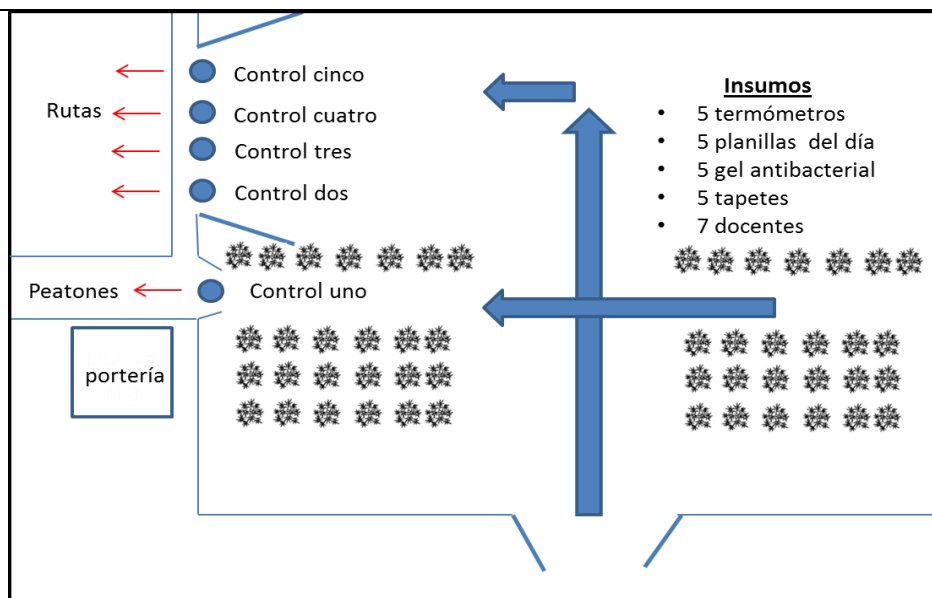 Control cinco
Rutas
Control cuatro
Control tres
Control dos
Peatones
Control uno
portería
Insumos
• 5 termómetros
• 5 planillas del día
• 5 gel antibacterial
• 5 tapetes
• 7 docentes